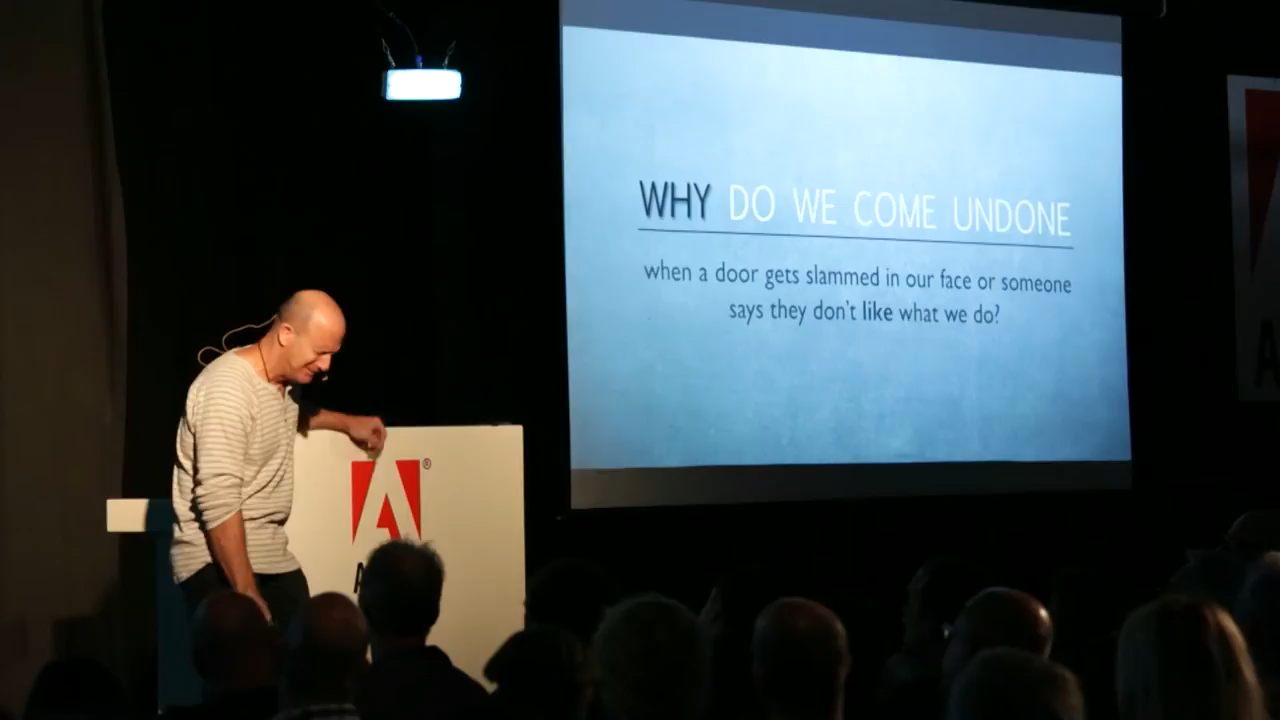 WHY DO WE COME UNDONE
when a door gets slammed in our face or someone
says they don't like what we do?
®
A